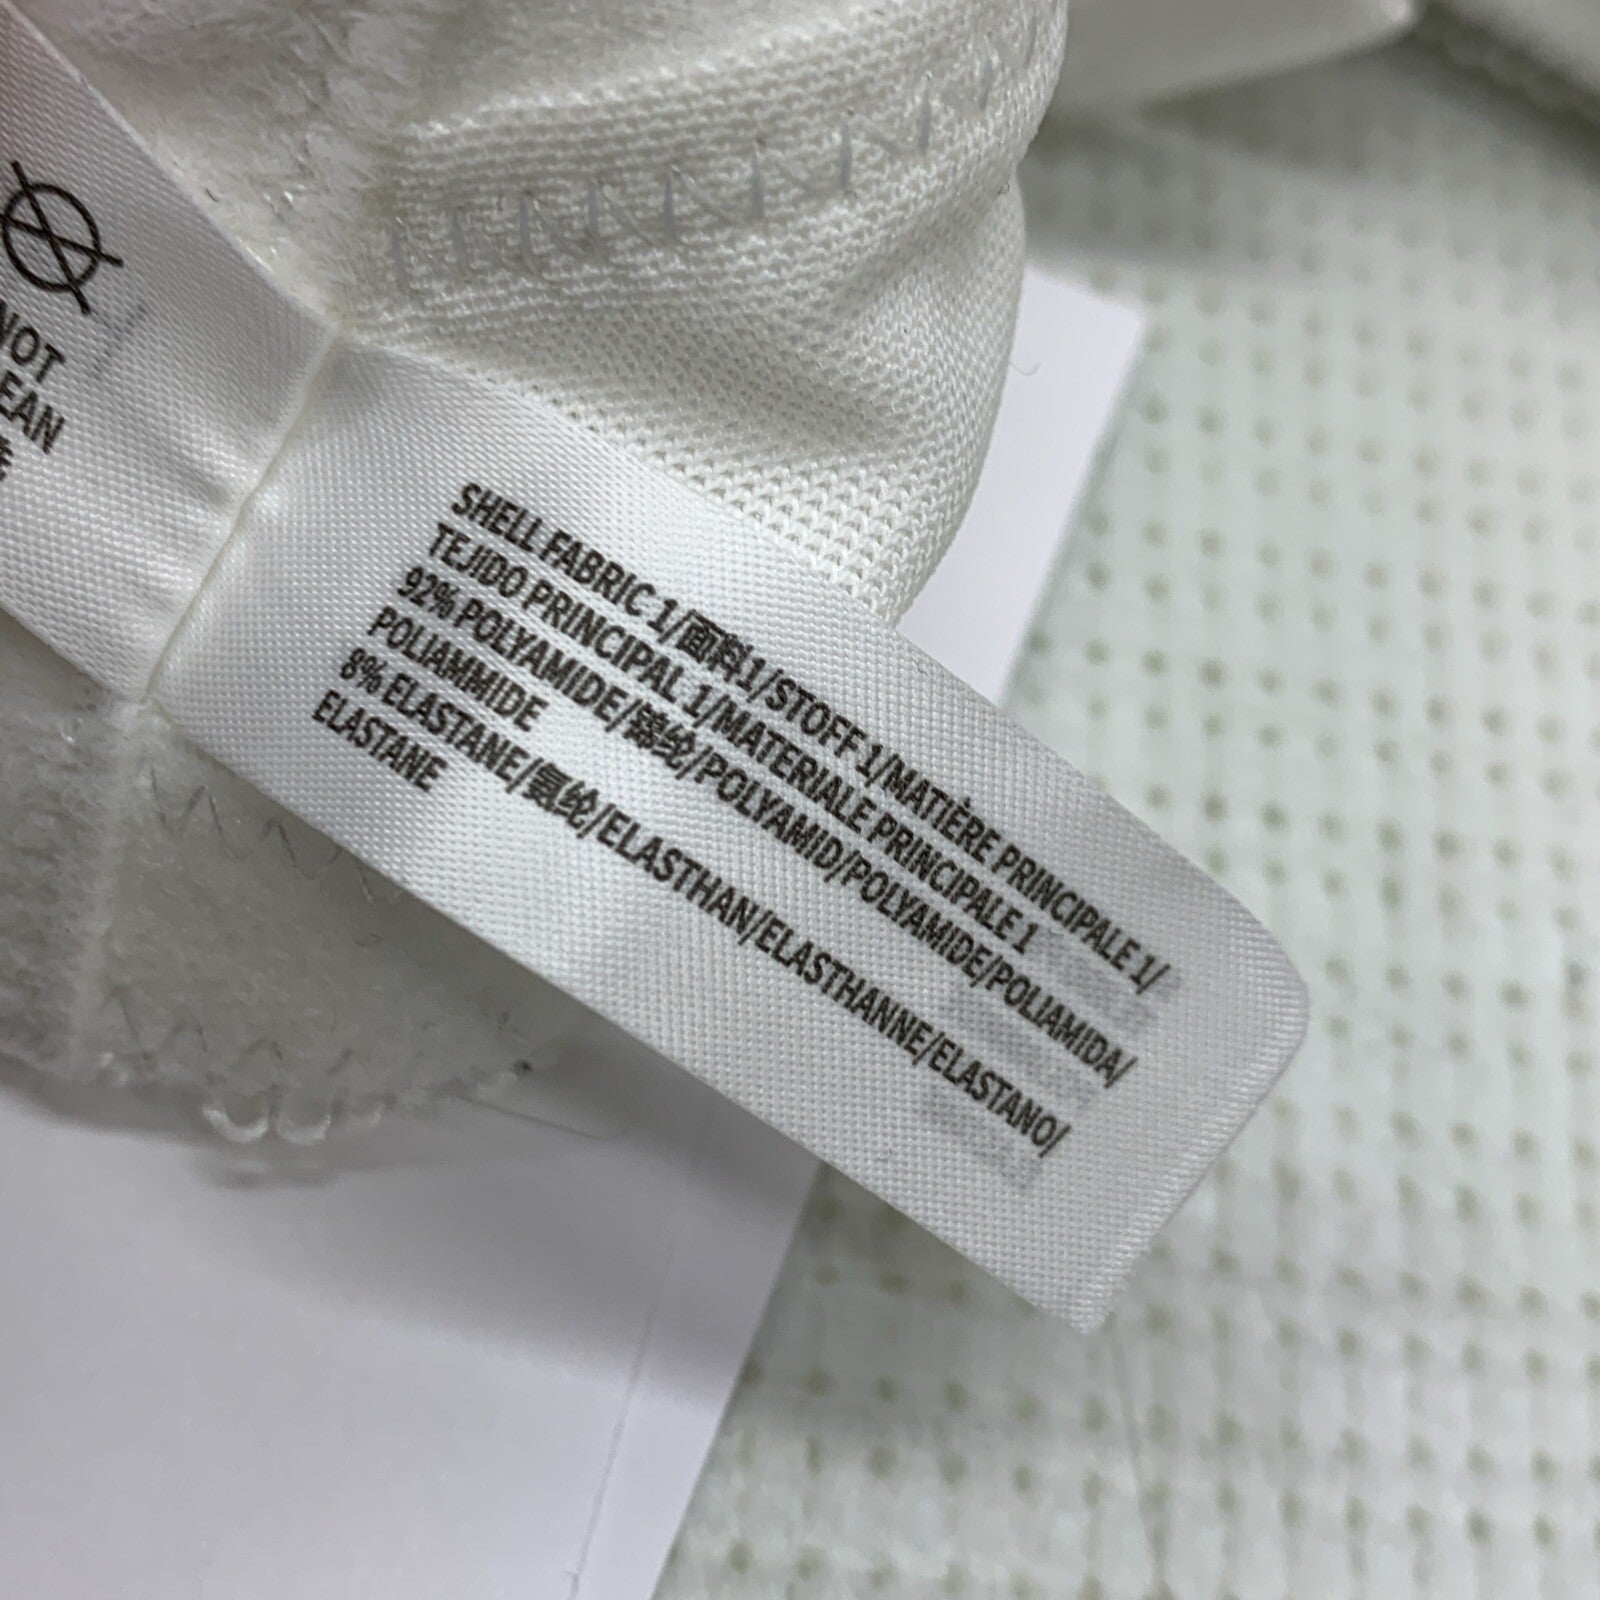 NOT
EAN
SHELL FABRIC 1/面料1/STOFF 1/MATIÈRE PRINCIPALE 1/
TEJIDO PRINCIPAL 1/MATERIALE PRINCIPALE 1
92% POLYAMIDE/锦纶/POLYAMID/POLYAMIDE/POLIAMIDA/
POLIAMMIDE
8% ELASTANE/氨纶/ELASTHAN/ELASTHANNE/ELASTANO/
ELASTANE